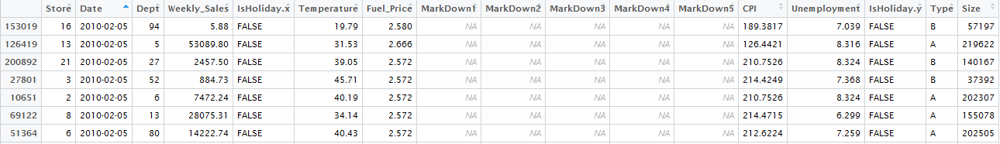 Store Date Dept Weekly_Sales IsHoliday.x Temperature Fuel_Price MarkDown1 MarkDown2 MarkDown3 MarkDown4 MarkDown5 CPI Unemployment IsHoliday.y Type Size
153019 16 2010-02-05 94 5.88 FALSE 19.79 2.580 NA NA NA NA NA 189.3817 7.039 FALSE B 57197
126419 13 2010-02-05 5 53089.80 FALSE 31.53 2.666 NA NA NA NA NA 126.4421 8.316 FALSE A 219622
200892 21 2010-02-05 27 2457.50 FALSE 39.05 2.572 NA NA NA NA NA 210.7526 8.324 FALSE B 140167
27801 3 2010-02-05 52 884.73 FALSE 45.71 2.572 NA NA NA NA NA 214.4249 7.368 FALSE B 37392
10651 2 2010-02-05 6 7472.24 FALSE 40.19 2.572 NA NA NA NA NA 210.7526 8.324 FALSE A 202307
69122 8 2010-02-05 13 28075.31 FALSE 34.14 2.572 NA NA NA NA NA 214.4715 6.299 FALSE A 155078
51364 6 2010-02-05 80 14222.74 FALSE 40.43 2.572 NA NA NA NA NA 212.6224 7.259 FALSE A 202505